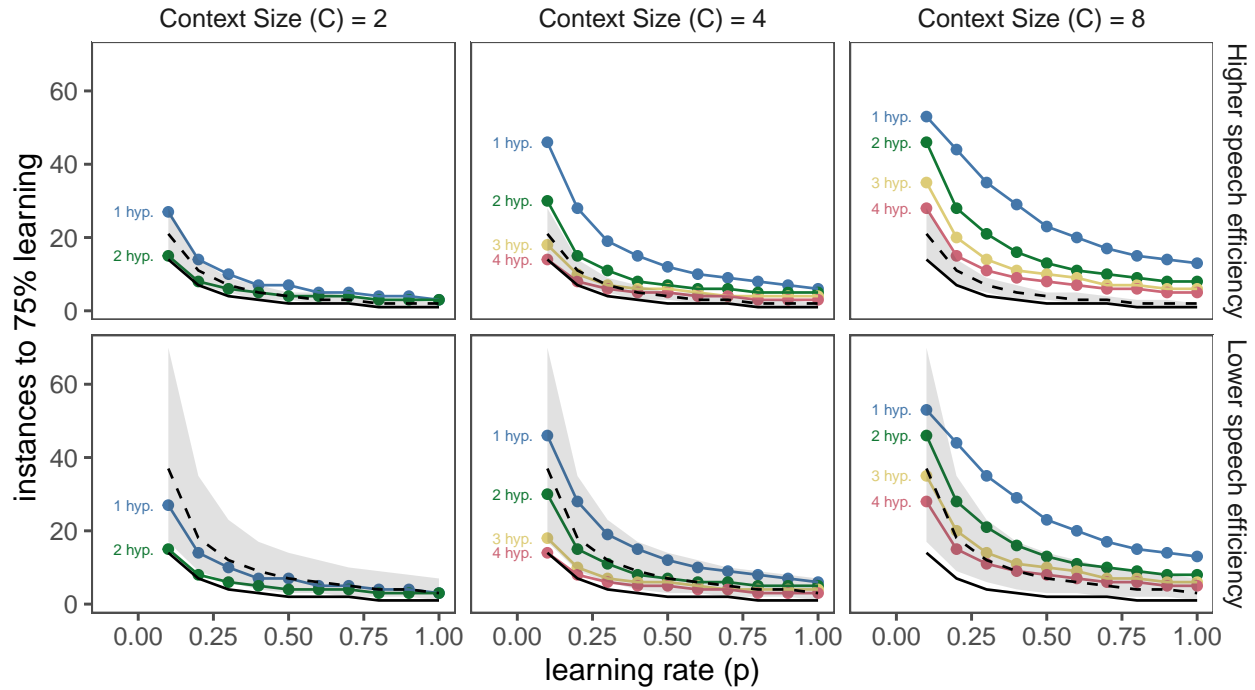 Context Size (C) = 2
Context Size (C) = 4
Context Size (C) = 8
instances to 75% learning
60
40
20
0
1 hyp.
2 hyp.
1 hyp.
2 hyp.
3 hyp.
4 hyp.
1 hyp.
2 hyp.
3 hyp.
4 hyp.
Higher speech efficiency
60
40
20
0
1 hyp.
2 hyp.
1 hyp.
2 hyp.
3 hyp.
4 hyp.
1 hyp.
2 hyp.
3 hyp.
4 hyp.
Lower speech efficiency
0.00 0.25 0.50 0.75 1.00
0.00 0.25 0.50 0.75 1.00
0.00 0.25 0.50 0.75 1.00
learning rate (p)